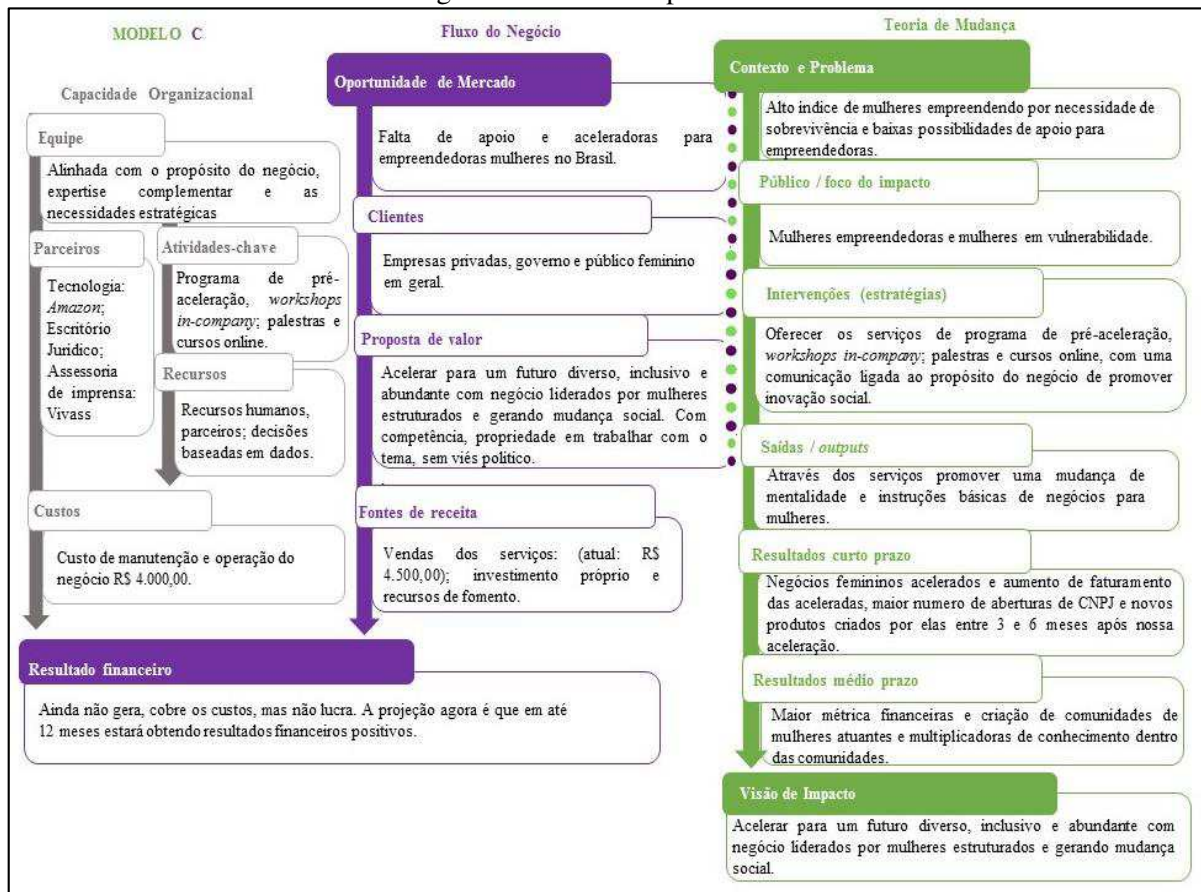 MODELO C
Capacidade Organizacional
Equipe
Alinhada com o propósito do negócio,
expertise complementar e as
necessidades estratégicas
Parceiros
Tecnologia:
Amazon;
Escritório
Jurídico;
Assessoria
de imprensa:
Vivass
Atividades-chave
Programa de pré-
aceleração, workshops
in-company; palestras e
cursos online.
Recursos
Recursos humanos,
parceiros; decisões
baseadas em dados.
Custos
Custo de manutenção e operação do
negócio R$ 4.000,00.
Fluxo do Negócio
Oportunidade de Mercado
Falta de apoio e aceleradoras para
empreendedoras mulheres no Brasil.
Clientes
Empresas privadas, governo e público feminino
em geral.
Proposta de valor
Acelerar para um futuro diverso, inclusivo e
abundante com negócio liderados por mulheres
estruturados e gerando mudança social. Com
competência, propriedade em trabalhar com o
tema, sem viés político.
Fontes de receita
Vendas dos serviços: (atual: R$
4.500,00); investimento próprio e
recursos de fomento.
Resultado financeiro
Ainda não gera, cobre os custos, mas não lucra. A projeção agora é que em até
12 meses estará obtendo resultados financeiros positivos.
Teoria de Mudança
Contexto e Problema
Alto índice de mulheres empreendendo por necessidade de
sobrevivência e baixas possibilidades de apoio para
empreendedoras.
Público / foco do impacto
Mulheres empreendedoras e mulheres em vulnerabilidade.
Intervenções (estratégias)
Oferecer os serviços de programa de pré-aceleração,
workshops in-company; palestras e cursos online, com uma
comunicação ligada ao propósito do negócio de promover
inovação social.
Saídas / outputs
Através dos serviços promover uma mudança de
mentalidade e instruções básicas de negócios para
mulheres.
Resultados curto prazo
Negócios femininos acelerados e aumento de faturamento
das aceleradas, maior numero de aberturas de CNPJ e novos
produtos criados por elas entre 3 e 6 meses após nossa
aceleração.
Resultados médio prazo
Maior métrica financeiras e criação de comunidades de
mulheres atuantes e multiplicadoras de conhecimento dentro
das comunidades.
Visão de Impacto
Acelerar para um futuro diverso, inclusivo e abundante com
negócio liderados por mulheres estruturados e gerando mudança
social.